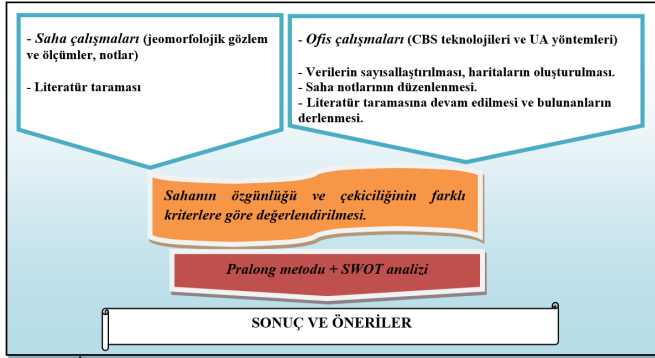 - Saha çalışmaları (jeomorfolojik gözlem
ve ölçümler, notlar)
- Literatür taraması
- Ofis çalışmaları (CBS teknolojileri ve UA yöntemleri)
- Verilerin sayısallaştırılması, haritaların oluşturulması.
- Saha notlarının düzenlenmesi.
- Literatür taramasına devam edilmesi ve bulunanların
derlenmesi.
Sahanın özgünlüğü ve çekiciliğinin farklı
kriterlere göre değerlendirilmesi.
Pralong metodu + SWOT analizi
SONUÇ VE ÖNERİLER